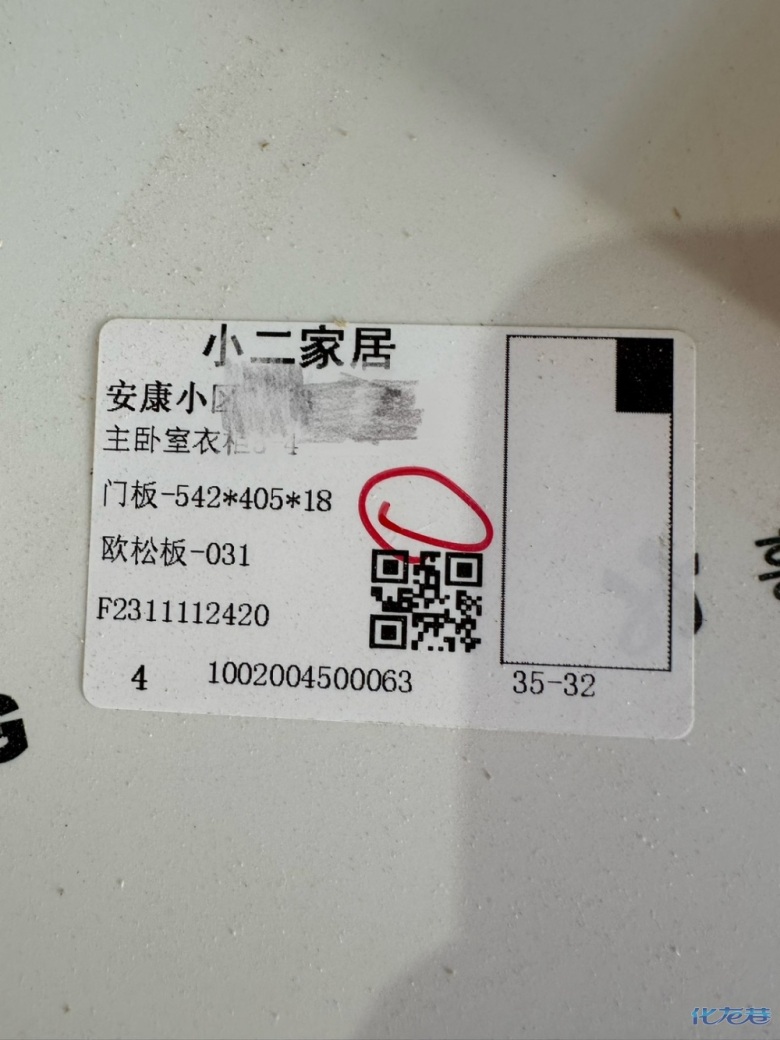 小二家居
安康小区
主卧室衣柜
门板-542*405*18
欧松板-031
F2311112420
4 1002004500063
35-32
G
化龙巷